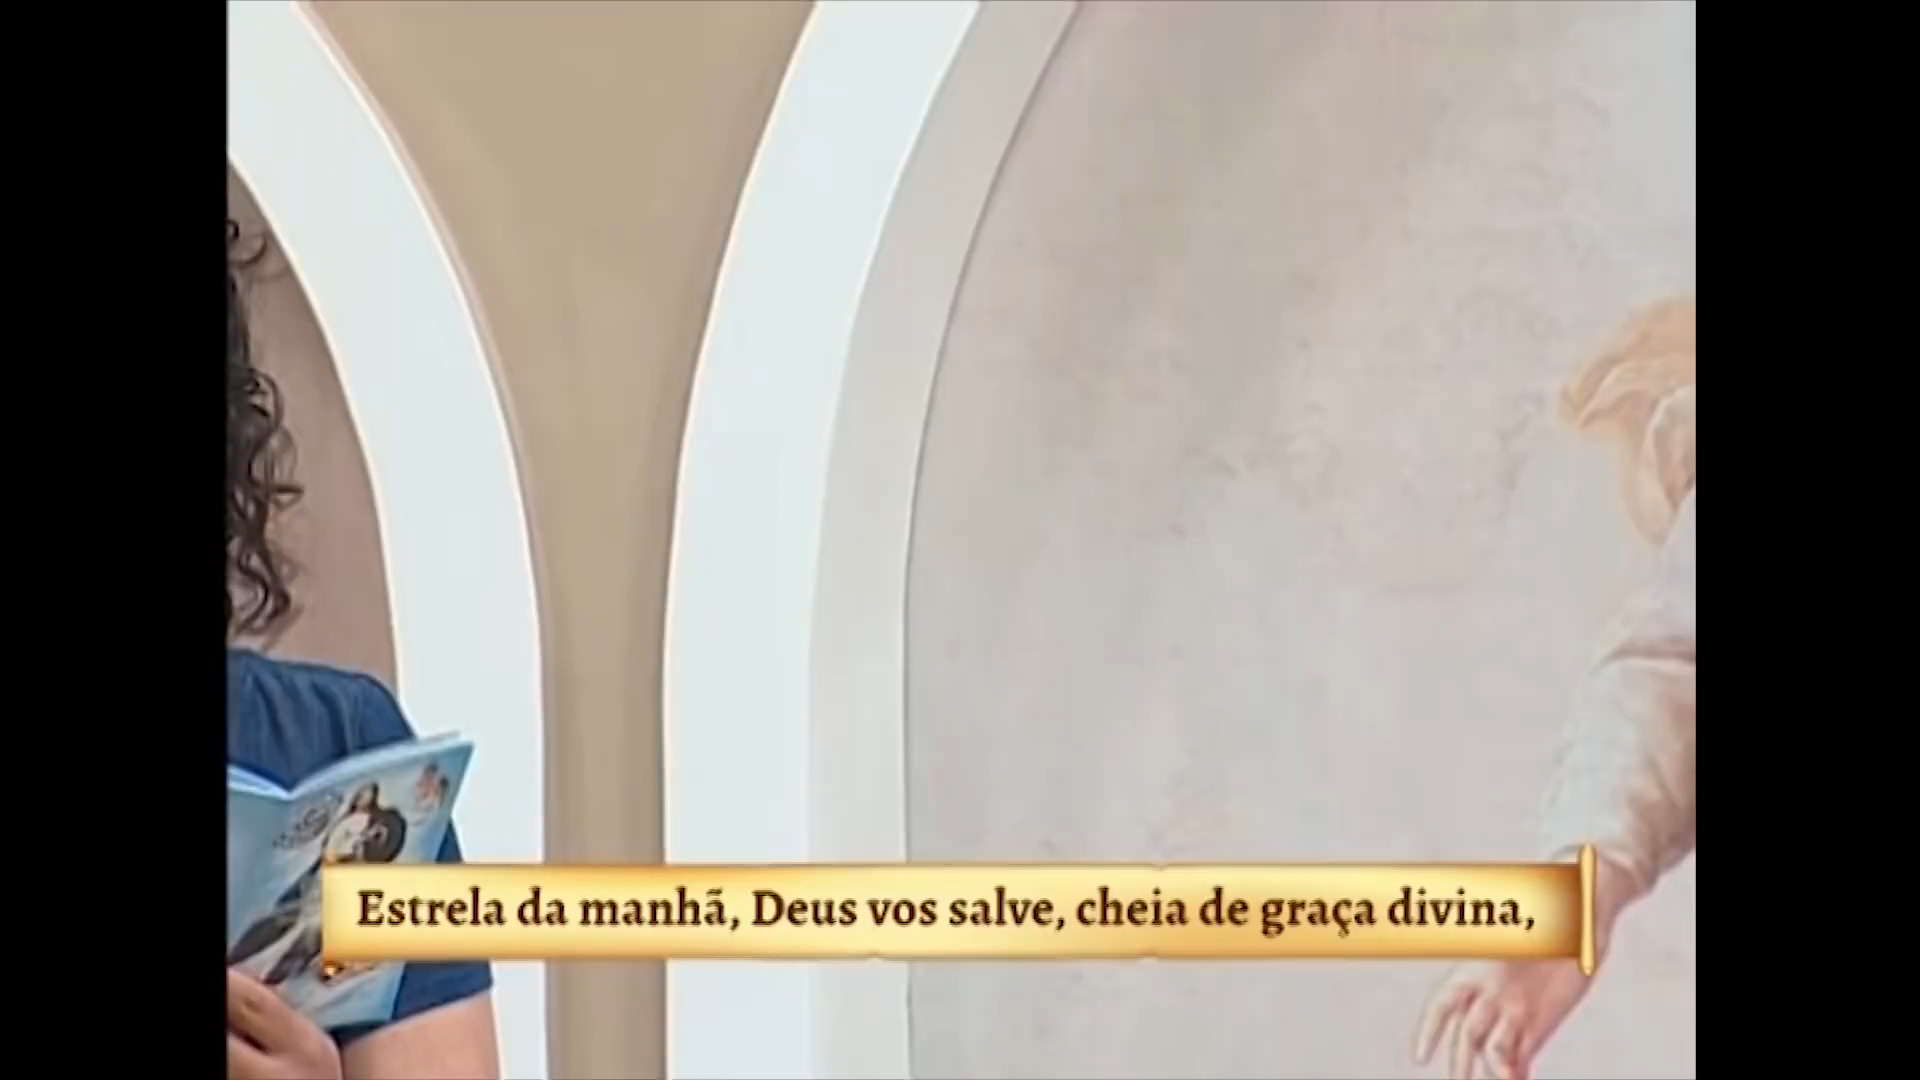 Estrela da manhã, Deus vos salve, cheia de graça divina,